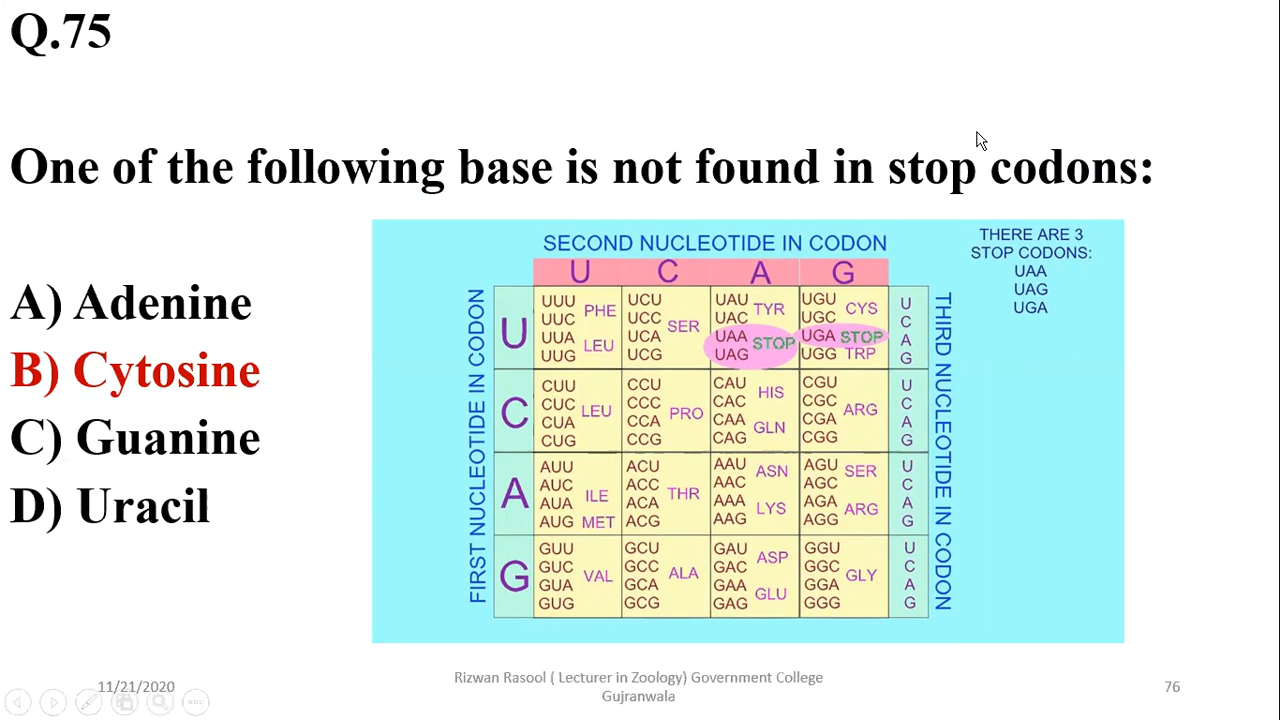 Q.75
One of the following base is not found in stop codons:
A) Adenine
B) Cytosine
C) Guanine
D) Uracil
SECOND NUCLEOTIDE IN CODON
THERE ARE 3
STOP CODONS:
UAA
UAG
UGA
U C A G
FIRST NUCLEOTIDE IN CODON
THIRD NUCLEOTIDE IN CODON
U
UUU
UUC
UUA
UUG
PHE
LEU
UCU
UCC
UCA
UCG
SER
UAU
UAC
UAA
UAG
TYR
STOP
UGU
UGC
UGA
UGG
CYS
STOP
TRP
U
C
A
G
C
CUU
CUC
CUA
CUG
LEU
CCU
CCC
CCA
CCG
PRO
CAU
CAC
CAA
CAG
HIS
GLN
CGU
CGC
CGA
CGG
ARG
U
C
A
G
A
AUU
AUC
AUA
AUG
ILE
MET
ACU
ACC
ACA
ACG
THR
AAU
AAC
AAA
AAG
ASN
LYS
AGU
AGC
AGA
AGG
SER
ARG
U
C
A
G
G
GUU
GUC
GUA
GUG
VAL
GCU
GCC
GCA
GCG
ALA
GAU
GAC
GAA
GAG
ASP
GLU
GGU
GGC
GGA
GGG
GLY
U
C
A
G
11/21/2020
Rizwan Rasool ( Lecturer in Zoology) Government College
Gujranwala
76